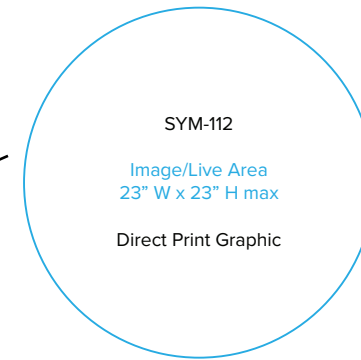 SYM-112
Image/Live Area
23” W x 23” H max
Direct Print Graphic